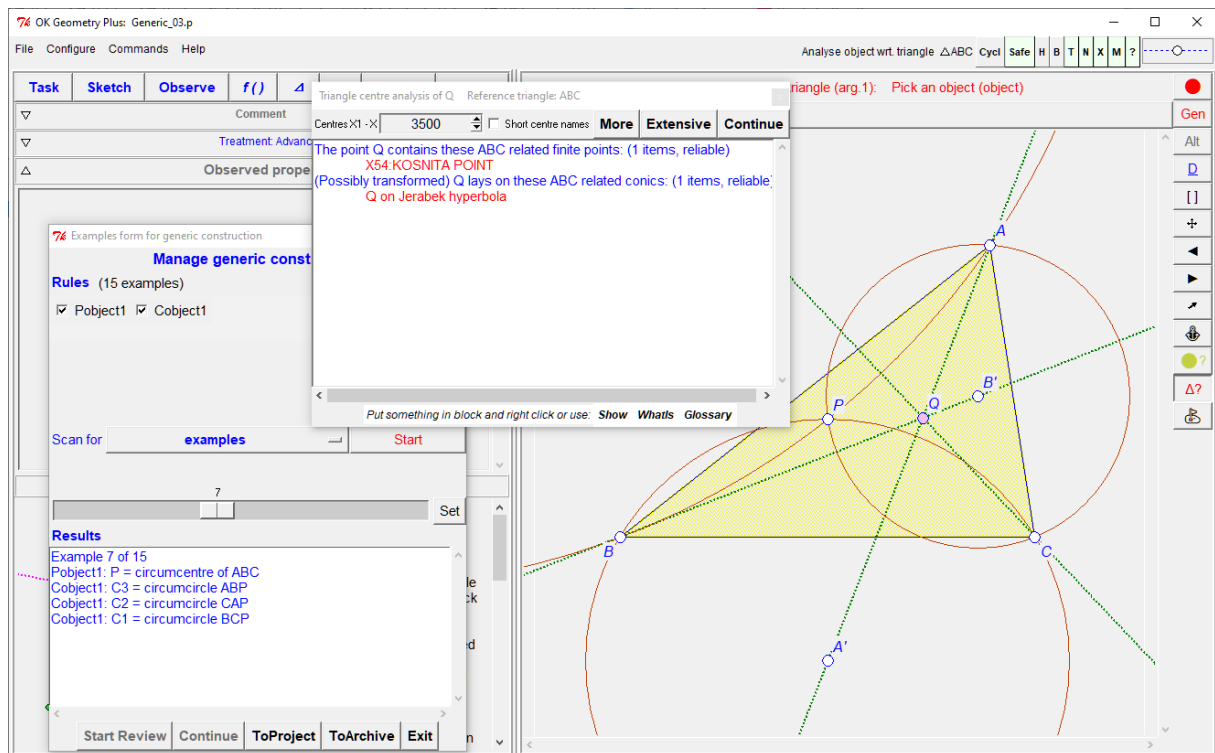 OK Geometry Plus: Generic_03.p
File Configure Commands Help
Analyse object wrt. triangle △ABC Cycl Safe H B T N X M ?
Task Sketch Observe f ( )
Comment
Treatment: Advanc
Observed prope
riangle (arg.1): Pick an object (object)
Gen
Alt
D
[ ]
?
Δ?
Triangle centre analysis of Q Reference triangle: ABC
Centres X1 - X 3500 Short centre names More Extensive Continue
The point Q contains these ABC related finite points: (1 items, reliable)
X54:KOSNITA POINT
(Possibly transformed) Q lays on these ABC related conics: (1 items, reliable)
Q on Jerabek hyperbola
Put something in block and right click or use: Show WhatIs Glossary
Examples form for generic construction
Manage generic const
Rules (15 examples)
Pobject1 Cobject1
Scan for examples Start
7
Set
Results
Example 7 of 15
Pobject1: P = circumcentre of ABC
Cobject1: C3 = circumcircle ABP
Cobject1: C2 = circumcircle CAP
Cobject1: C1 = circumcircle BCP
Start Review Continue ToProject ToArchive Exit
A
B'
P
Q
B
C
A'